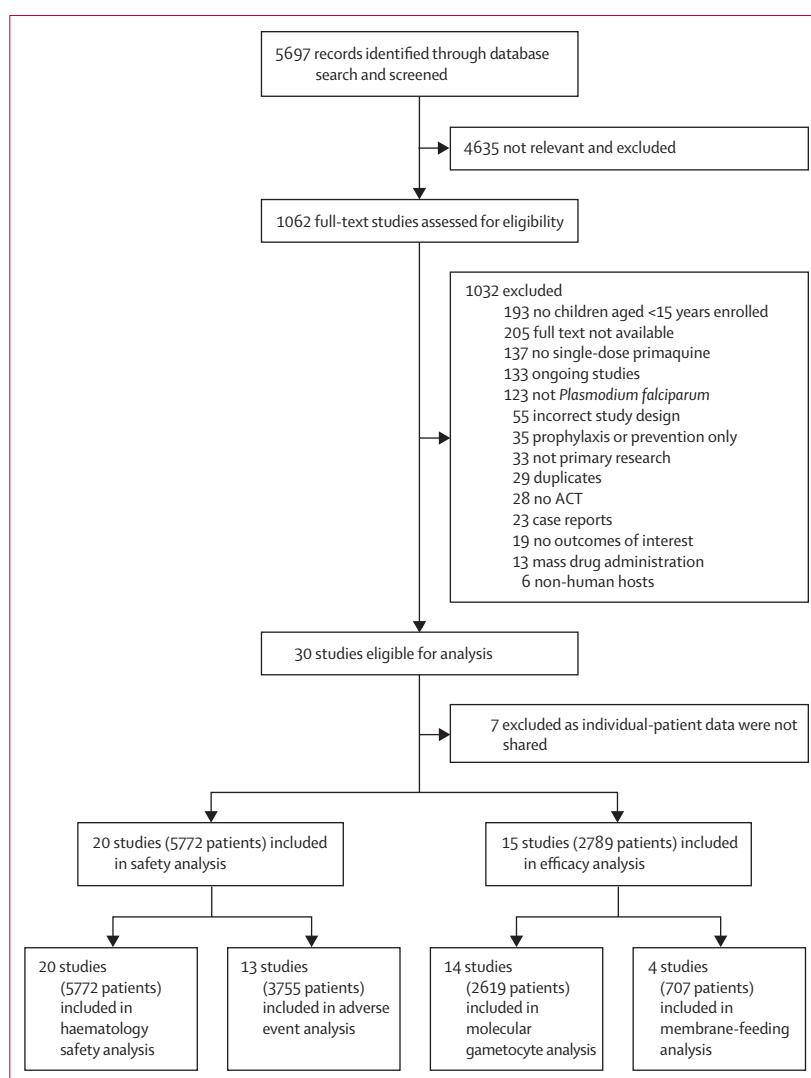 5697 records identified through database
search and screened
4635 not relevant and excluded
1062 full-text studies assessed for eligibility
1032 excluded
193 no children aged <15 years enrolled
205 full text not available
137 no single-dose primaquine
133 ongoing studies
123 not Plasmodium falciparum
55 incorrect study design
35 prophylaxis or prevention only
33 not primary research
29 duplicates
28 no ACT
23 case reports
19 no outcomes of interest
13 mass drug administration
6 non-human hosts
30 studies eligible for analysis
7 excluded as individual-patient data were not
shared
20 studies (5772 patients) included
in safety analysis
15 studies (2789 patients) included
in efficacy analysis
20 studies
(5772 patients)
included in
haematology
safety analysis
13 studies
(3755 patients)
included in adverse
event analysis
14 studies
(2619 patients)
included in
molecular
gametocyte analysis
4 studies
(707 patients)
included in
membrane-feeding
analysis